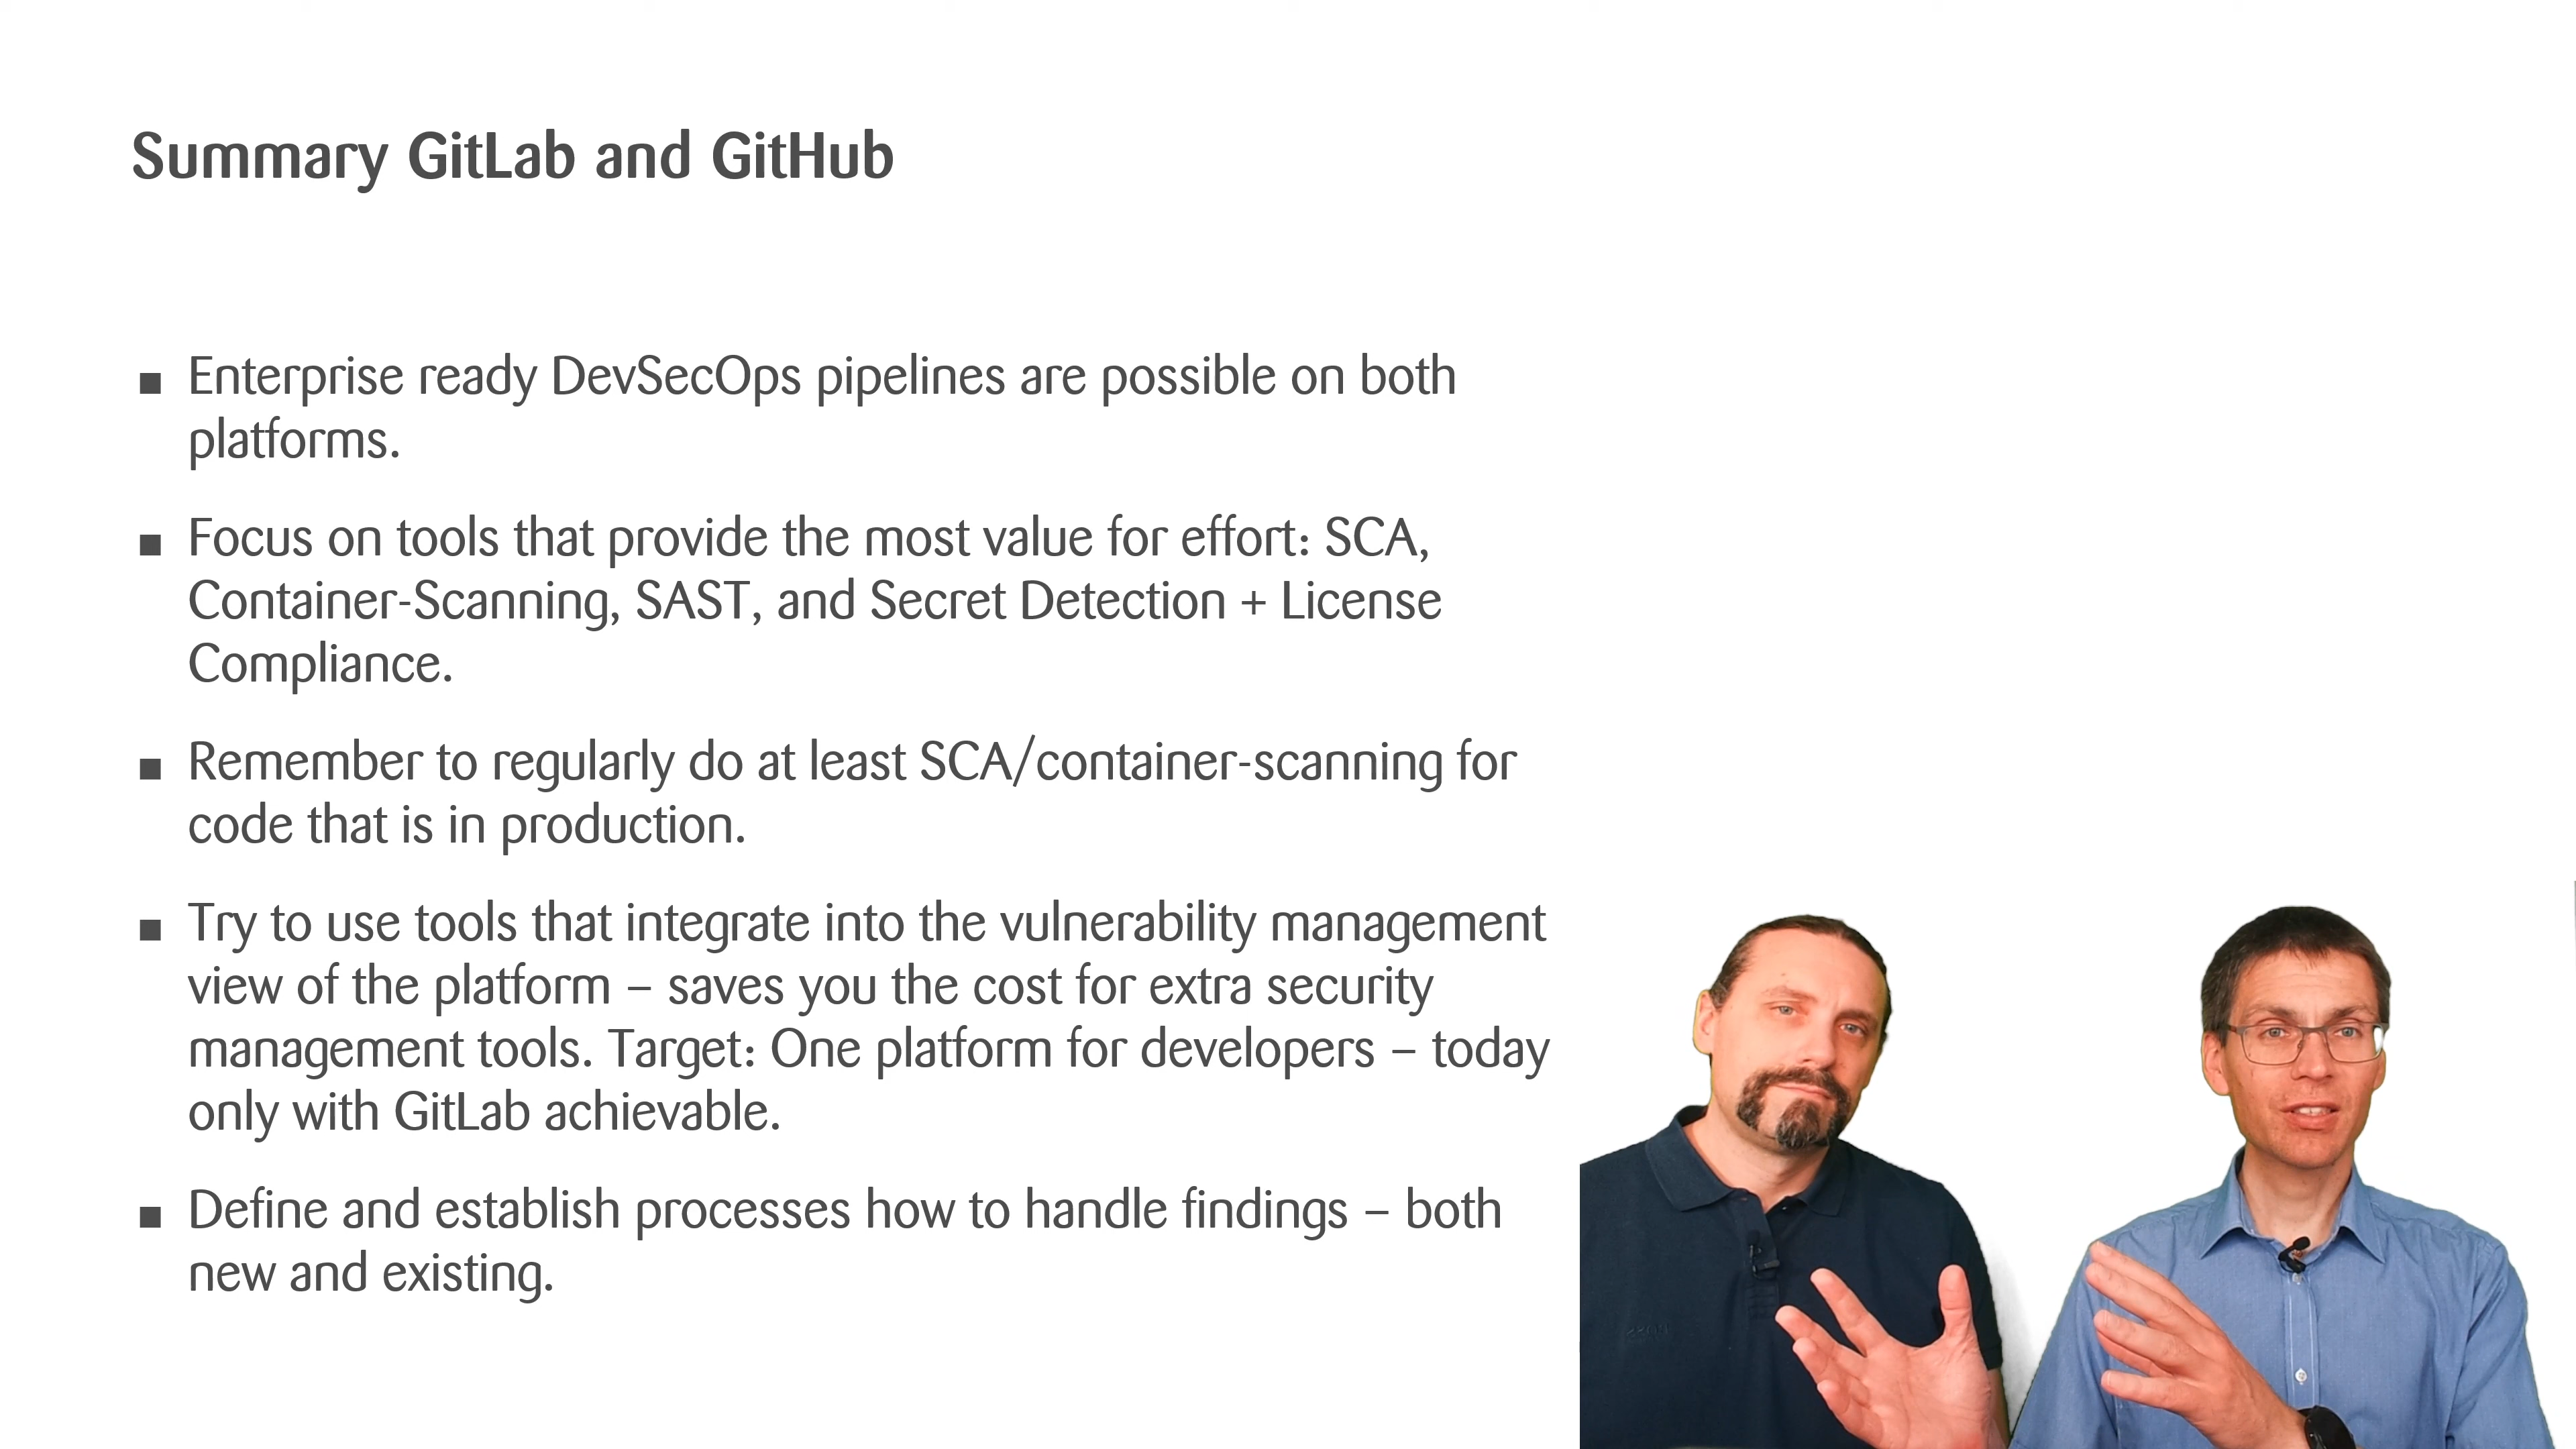 Summary GitLab and GitHub
■ Enterprise ready DevSecOps pipelines are possible on both
platforms.
■ Focus on tools that provide the most value for effort: SCA,
Container-Scanning, SAST, and Secret Detection + License
Compliance.
■ Remember to regularly do at least SCA/container-scanning for
code that is in production.
■ Try to use tools that integrate into the vulnerability management
view of the platform – saves you the cost for extra security
management tools. Target: One platform for developers – today
only with GitLab achievable.
■ Define and establish processes how to handle findings – both
new and existing.